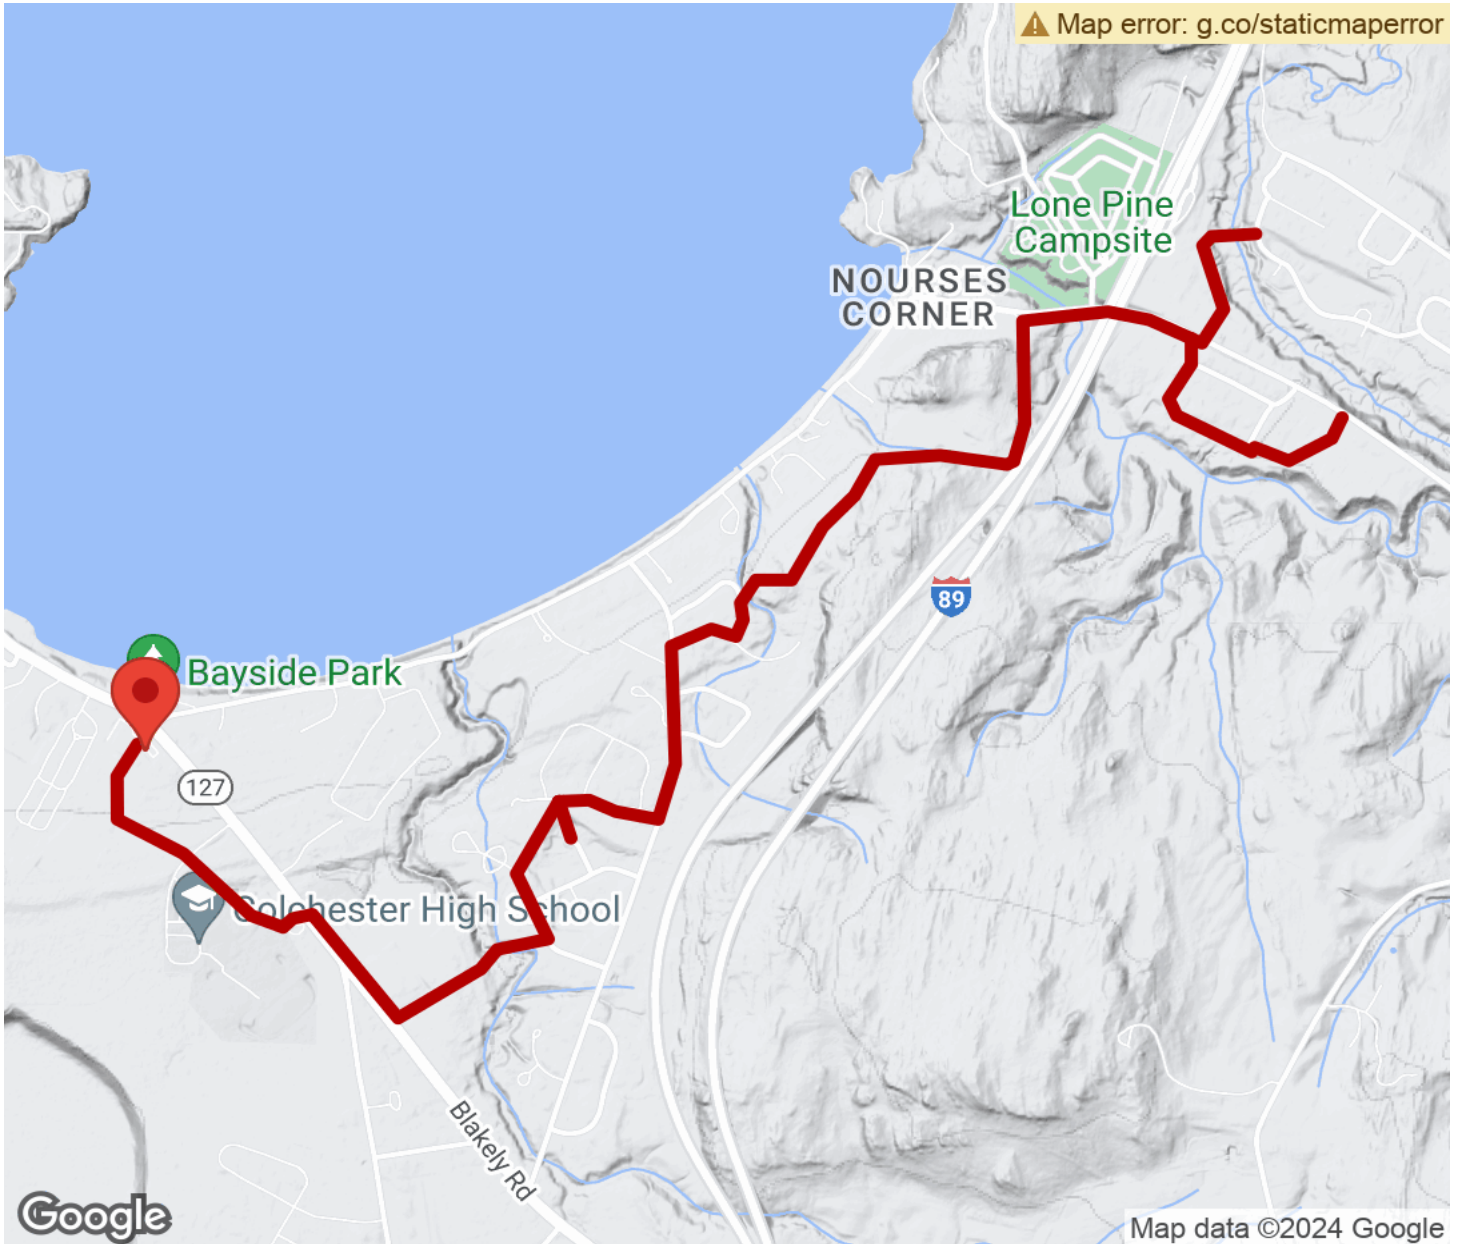 Map error: g.co/staticmaperror
Lone Pine
Campsite
NOURSES
CORNER
89
Bayside Park
127
Colchester High School
Blakely Rd
Google
Map data ©2024 Google